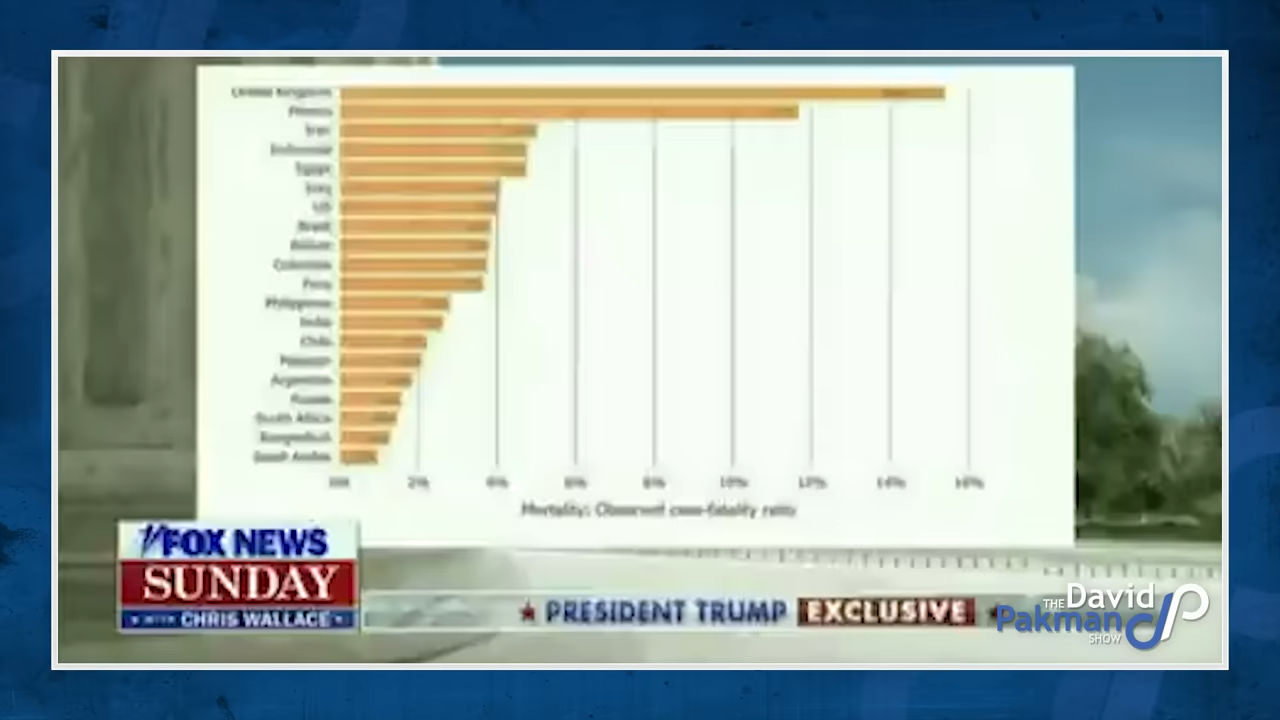 United Kingdom
Mexico
Iran
Indonesia
Egypt
Iraq
US
Brazil
Bolivia
Colombia
Peru
Philippines
India
Chile
Pakistan
Argentina
Russia
South Africa
Bangladesh
Saudi Arabia
0% 2% 4% 6% 8% 10% 12% 14% 16%
Mortality: Observed case-fatality ratio
FOX NEWS
SUNDAY
WITH CHRIS WALLACE
PRESIDENT TRUMP EXCLUSIVE
THE David
Pakman
SHOW